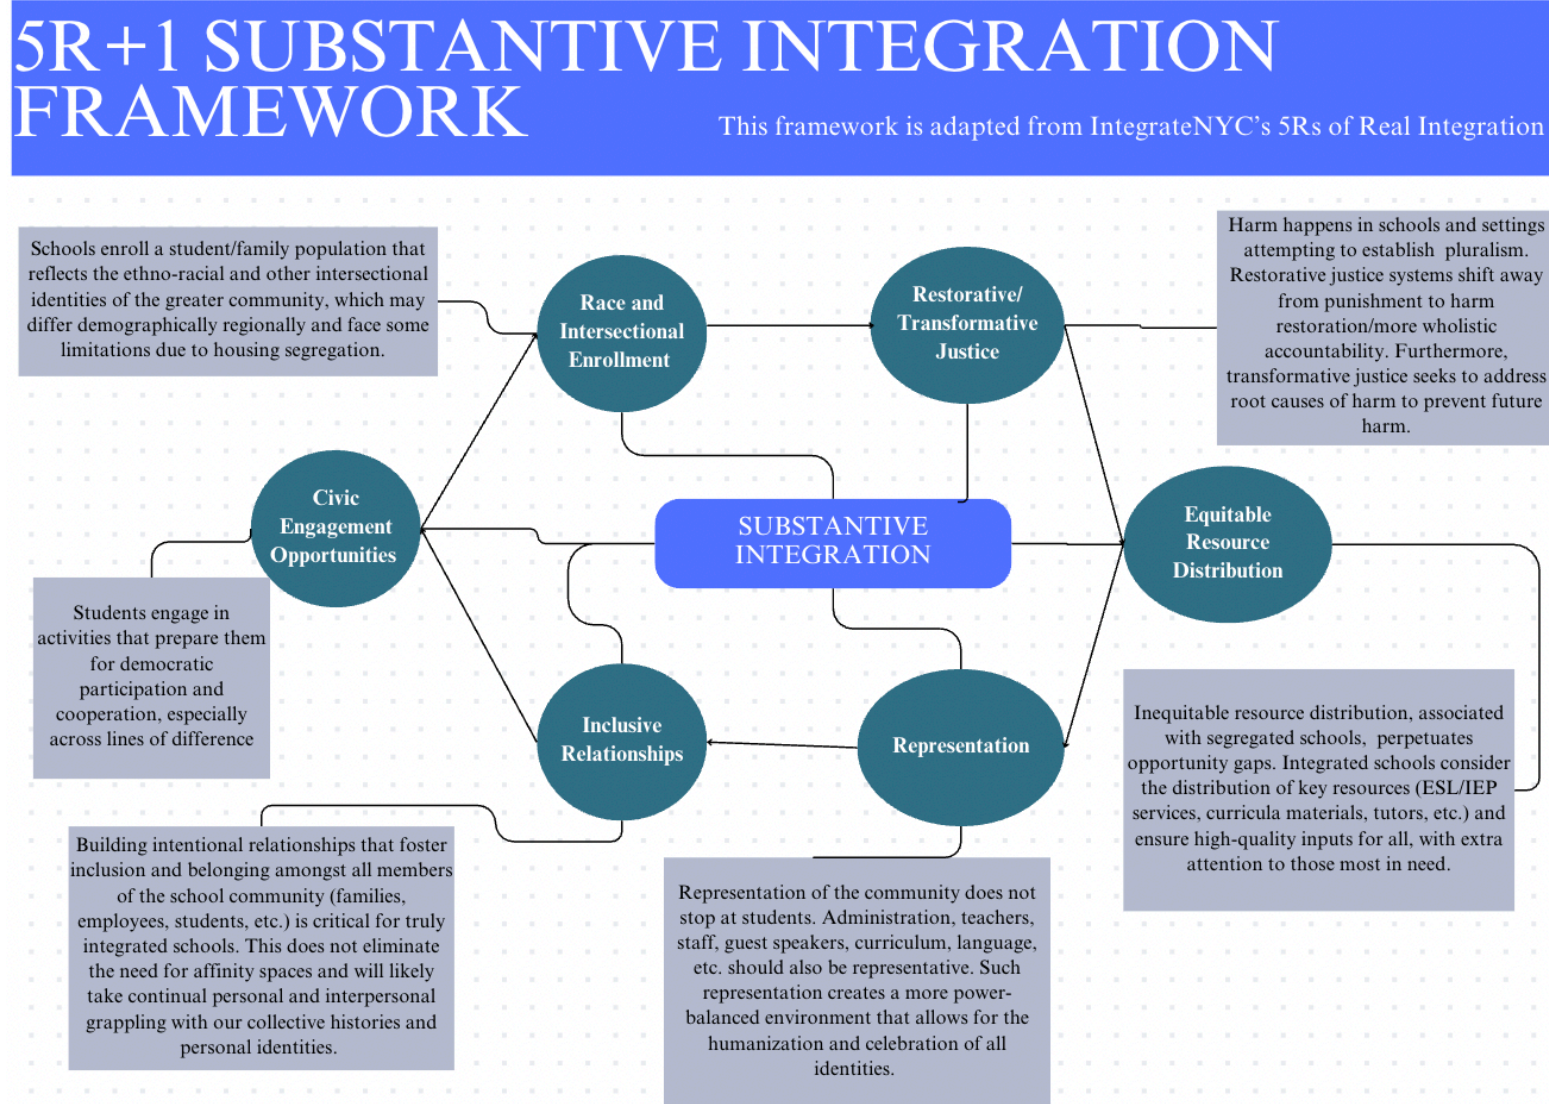 5R+1 SUBSTANTIVE INTEGRATION
FRAMEWORK
This framework is adapted from IntegrateNYC's 5Rs of Real Integration
Schools enroll a student/family population that
reflects the ethno-racial and other intersectional
identities of the greater community, which may
differ demographically regionally and face some
limitations due to housing segregation.
Race and
Intersectional
Enrollment
Restorative/
Transformative
Justice
Harm happens in schools and settings
attempting to establish pluralism.
Restorative justice systems shift away
from punishment to harm
restoration/more wholistic
accountability. Furthermore,
transformative justice seeks to address
root causes of harm to prevent future
harm.
Civic
Engagement
Opportunities
SUBSTANTIVE
INTEGRATION
Equitable
Resource
Distribution
Students engage in
activities that prepare them
for democratic
participation and
cooperation, especially
across lines of difference
Inclusive
Relationships
Representation
Inequitable resource distribution, associated
with segregated schools, perpetuates
opportunity gaps. Integrated schools consider
the distribution of key resources (ESL/IEP
services, curricula materials, tutors, etc.) and
ensure high-quality inputs for all, with extra
attention to those most in need.
Building intentional relationships that foster
inclusion and belonging amongst all members
of the school community (families,
employees, students, etc.) is critical for truly
integrated schools. This does not eliminate
the need for affinity spaces and will likely
take continual personal and interpersonal
grappling with our collective histories and
personal identities.
Representation of the community does not
stop at students. Administration, teachers,
staff, guest speakers, curriculum, language,
etc. should also be representative. Such
representation creates a more power-
balanced environment that allows for the
humanization and celebration of all
identities.